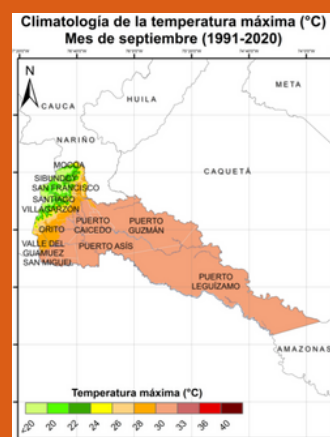 Climatología de la temperatura máxima (°C)
Mes de septiembre (1991-2020)
N
META
HUILA
CAUCA
NARIÑO
MOCOA
CAQUETÁ
SIBUNDOY
SAN FRANCISCO
SANTIAGO
VILLAGARZÓN
PUERTO
CAICEDO
PUERTO
GUZMÁN
ORITO
VALLE DEL
GUAMUEZ
PUERTO ASÍS
SAN MIGUEL
PUERTO
LEGUÍZAMO
AMAZONAS
Temperatura máxima (°C)
<20 20 22 24 26 28 30 33 36 40